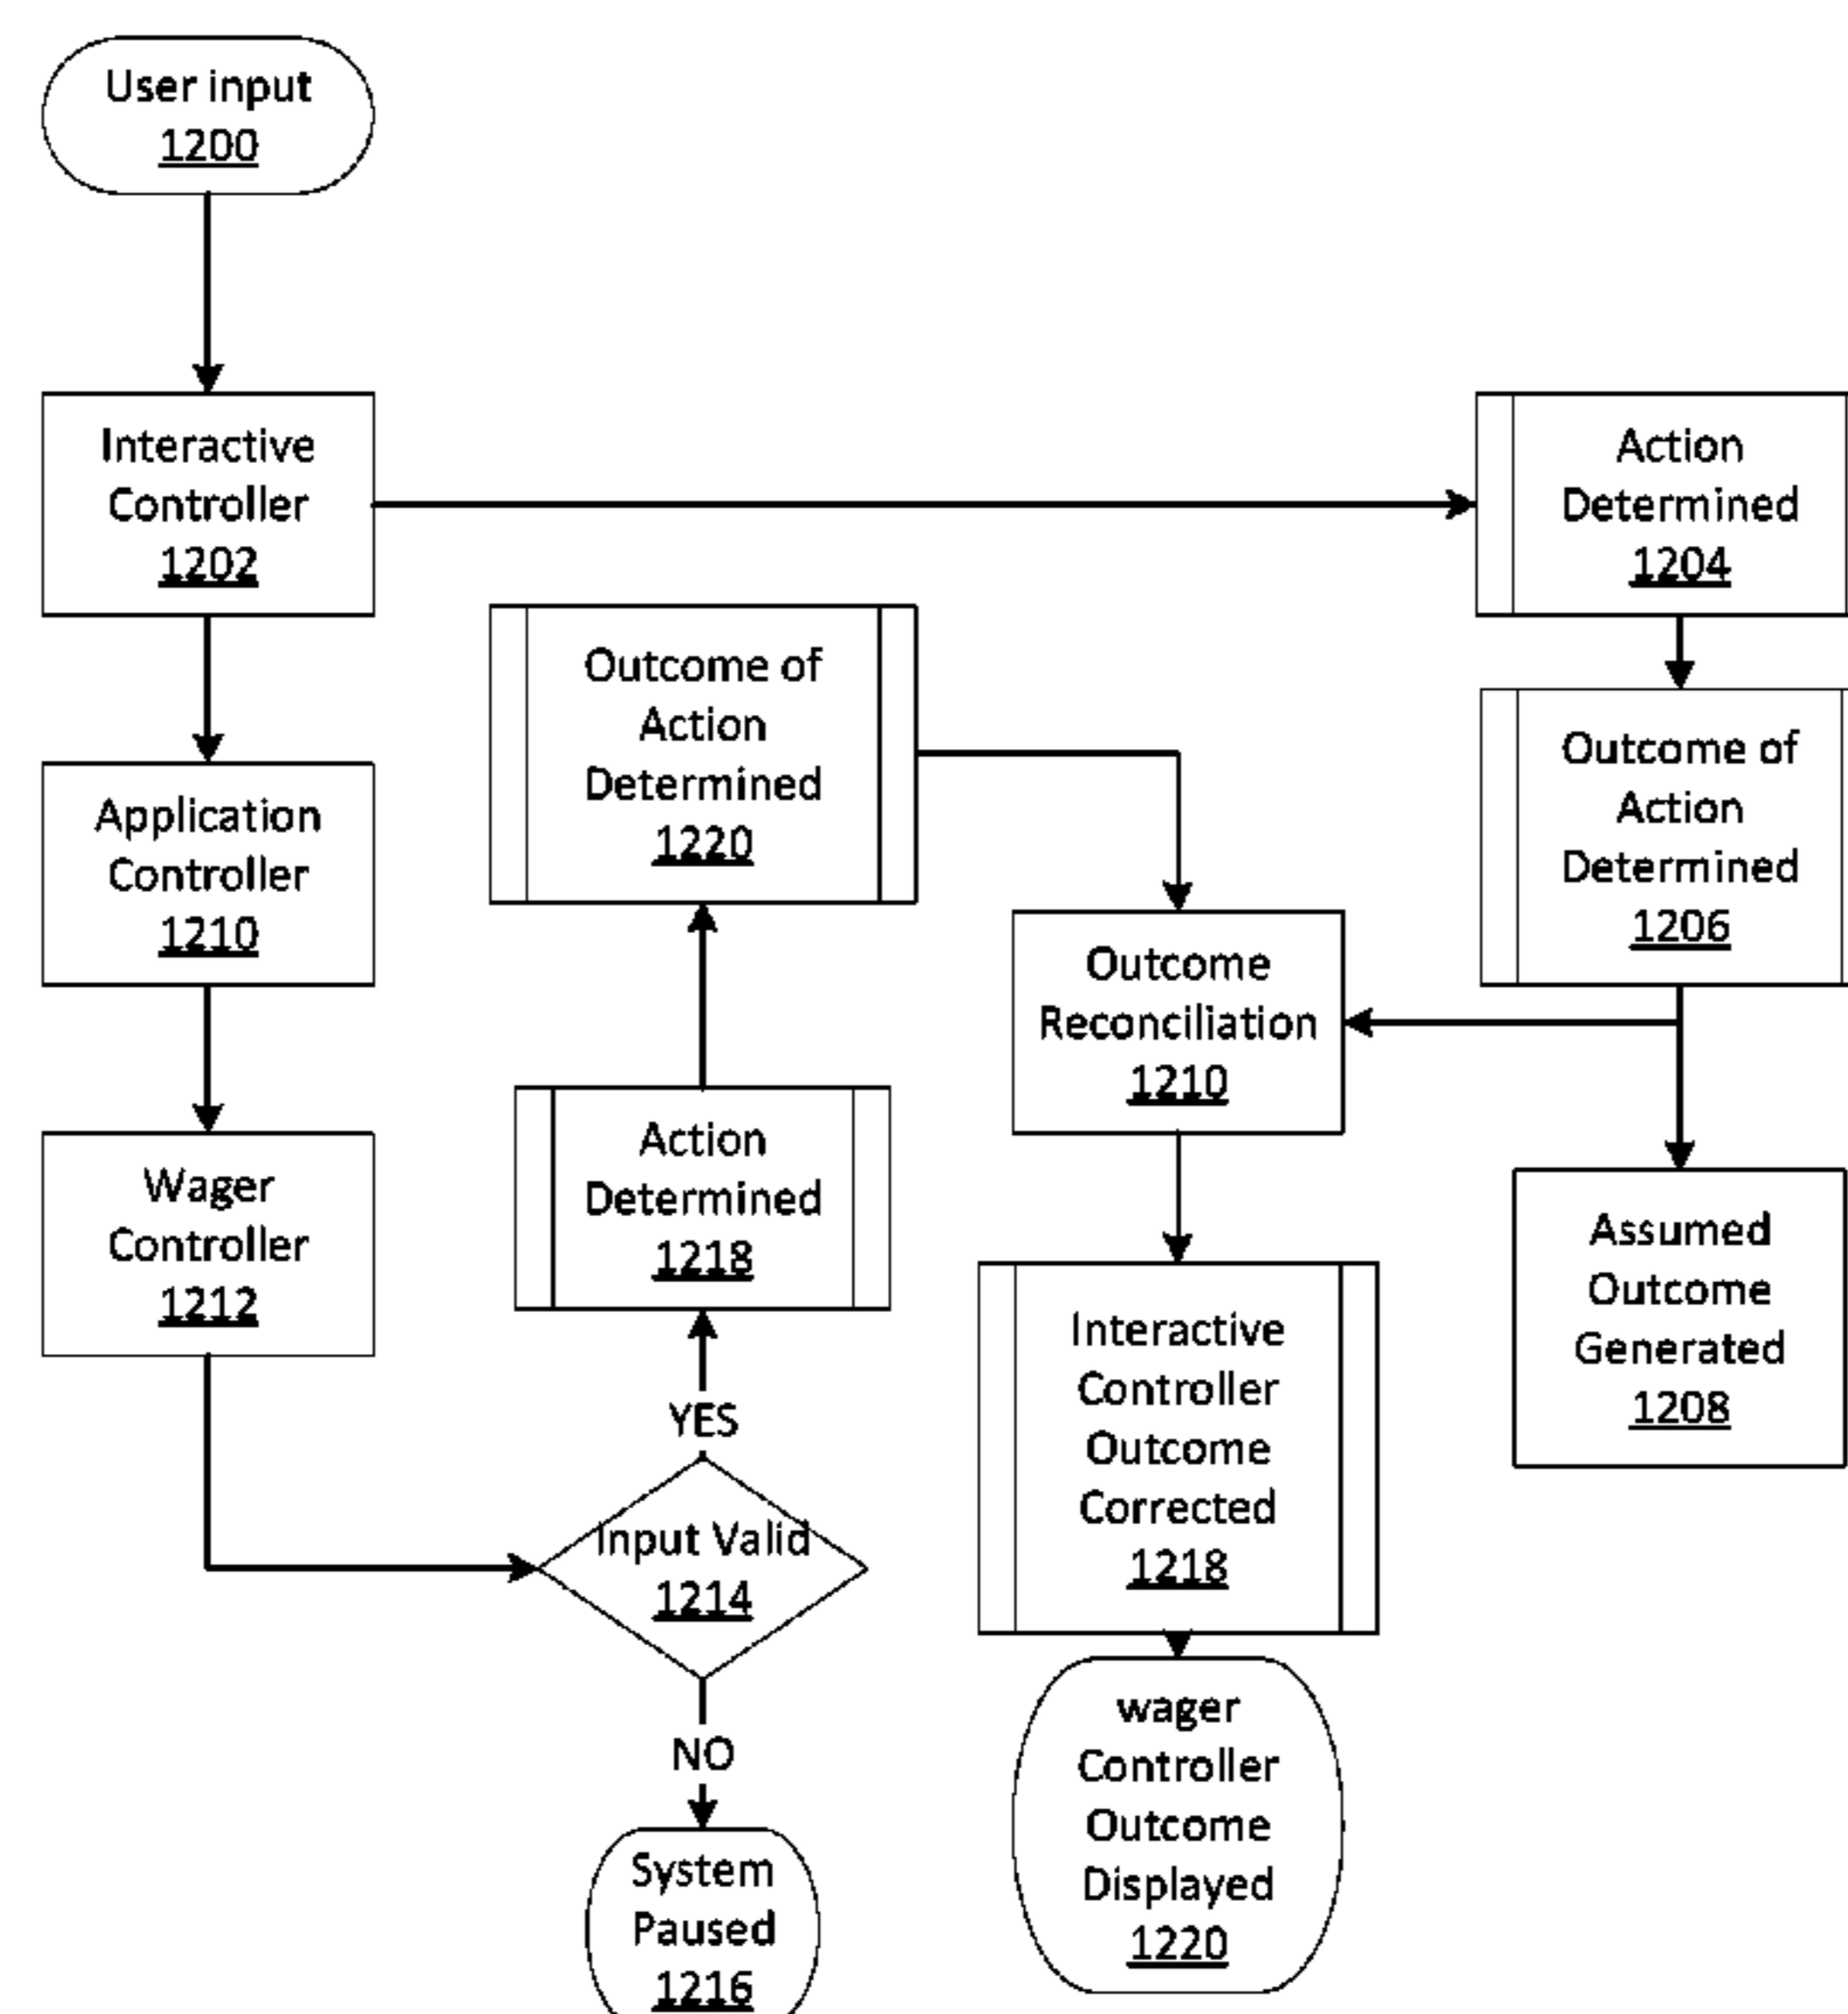 User input
1200
Interactive
Controller
1202
Action
Determined
1204
Outcome of
Action
Determined
1220
Outcome of
Action
Determined
1206
Application
Controller
1210
Outcome
Reconciliation
1210
Action
Determined
1218
Wager
Controller
1212
Assumed
Outcome
Generated
1208
Interactive
Controller
Outcome
Corrected
1218
YES
Input Valid
1214
NO
wager
Controller
Outcome
Displayed
1220
System
Paused
1216